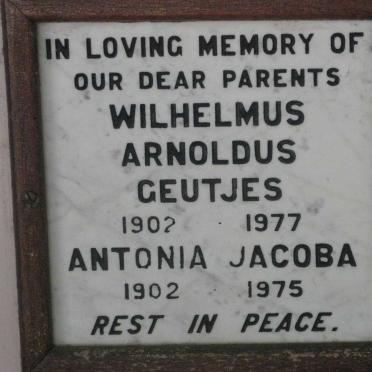 IN LOVING MEMORY OF
OUR DEAR PARENTS
WILHELMUS
ARNOLDUS
GEUTJES
1902 1977
ANTONIA JACOBA
1902 1975
REST IN PEACE.